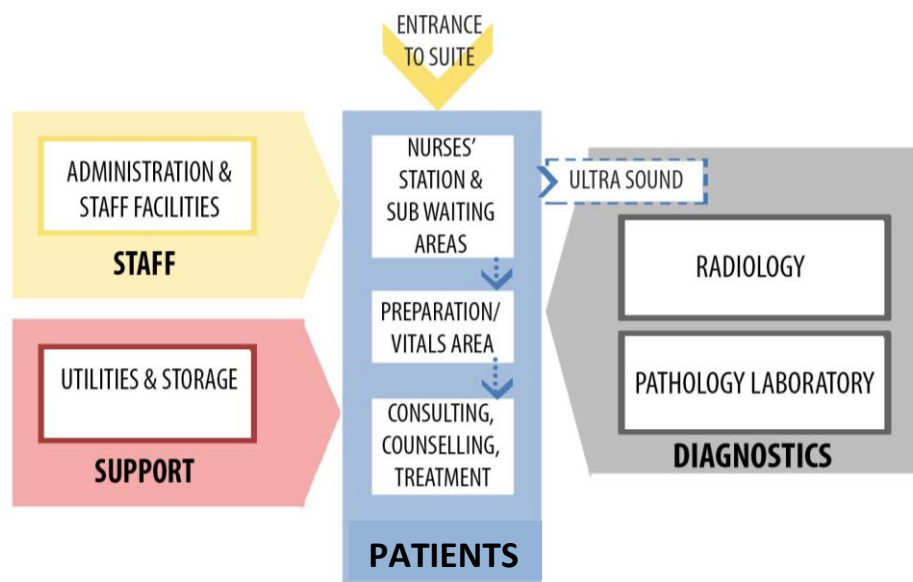 ENTRANCE
TO SUITE
ADMINISTRATION &
STAFF FACILITIES
STAFF
UTILITIES & STORAGE
SUPPORT
NURSES’
STATION &
SUB WAITING
AREAS
PREPARATION/
VITALS AREA
CONSULTING,
COUNSELLING,
TREATMENT
PATIENTS
ULTRA SOUND
RADIOLOGY
PATHOLOGY LABORATORY
DIAGNOSTICS